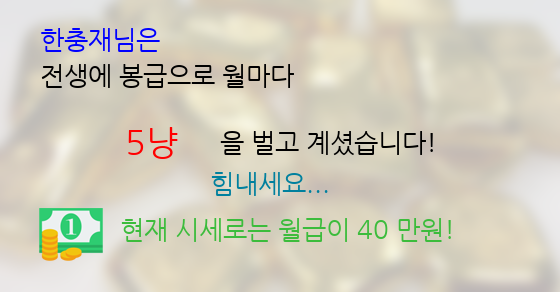 한충재님은
전생에 봉급으로 월마다
5냥 을 벌고 계셨습니다!
힘내세요...
현재 시세로는 월급이 40 만원!